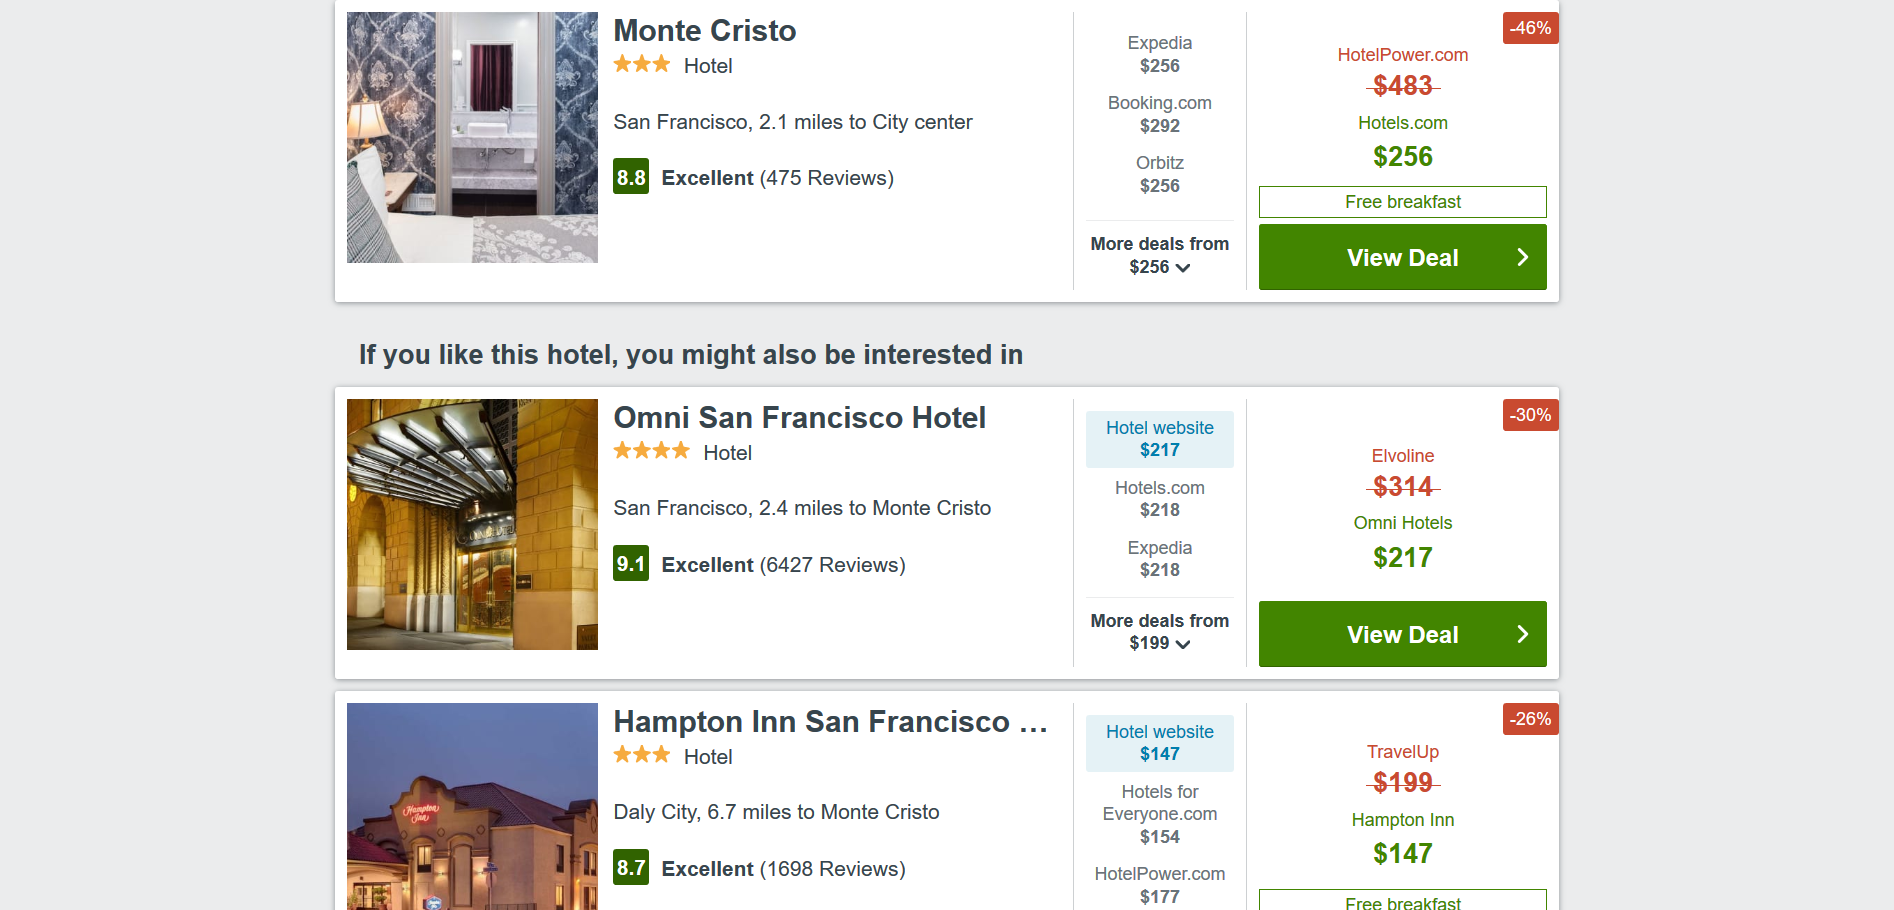 Monte Cristo
Hotel
San Francisco, 2.1 miles to City center
8.8 Excellent (475 Reviews)
Expedia
$256
Booking.com
$292
Orbitz
$256
More deals from
$256
-46%
HotelPower.com
$483
Hotels.com
$256
Free breakfast
View Deal
If you like this hotel, you might also be interested in
Omni San Francisco Hotel
Hotel
San Francisco, 2.4 miles to Monte Cristo
9.1 Excellent (6427 Reviews)
Hotel website
$217
Hotels.com
$218
Expedia
$218
More deals from
$199
-30%
Elvoline
$314
Omni Hotels
$217
View Deal
Hampton Inn San Francisco ...
Hotel
Daly City, 6.7 miles to Monte Cristo
8.7 Excellent (1698 Reviews)
Hampton
Inn
Hotel website
$147
Hotels for
Everyone.com
$154
HotelPower.com
$177
-26%
TravelUp
$199
Hampton Inn
$147
Free breakfast